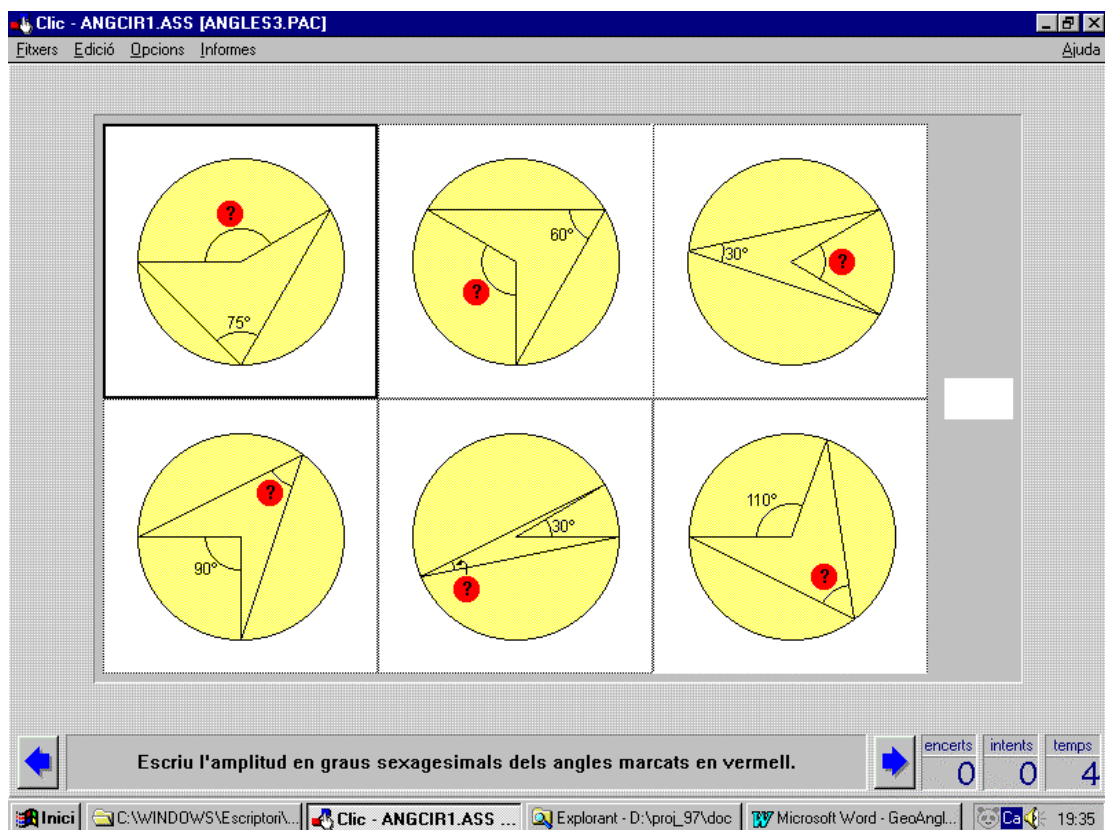 Clic - ANGCIR1.ASS [ANGLES3.PAC]
Fitxers Edició Opcions Informes Ajuda
? 60° 30° ?
?
75°
? 110°
30°
90° ? ?
Escriu l'amplitud en graus sexagesimals dels angles marcats en vermell.
encerts intents temps
0 0 4
Inici C:\WINDOWS\Escriptori\... Clic - ANGCIR1.ASS ... Explorant - D:\proj_97\doc Microsoft Word - GeoAngl... Ca 19:35